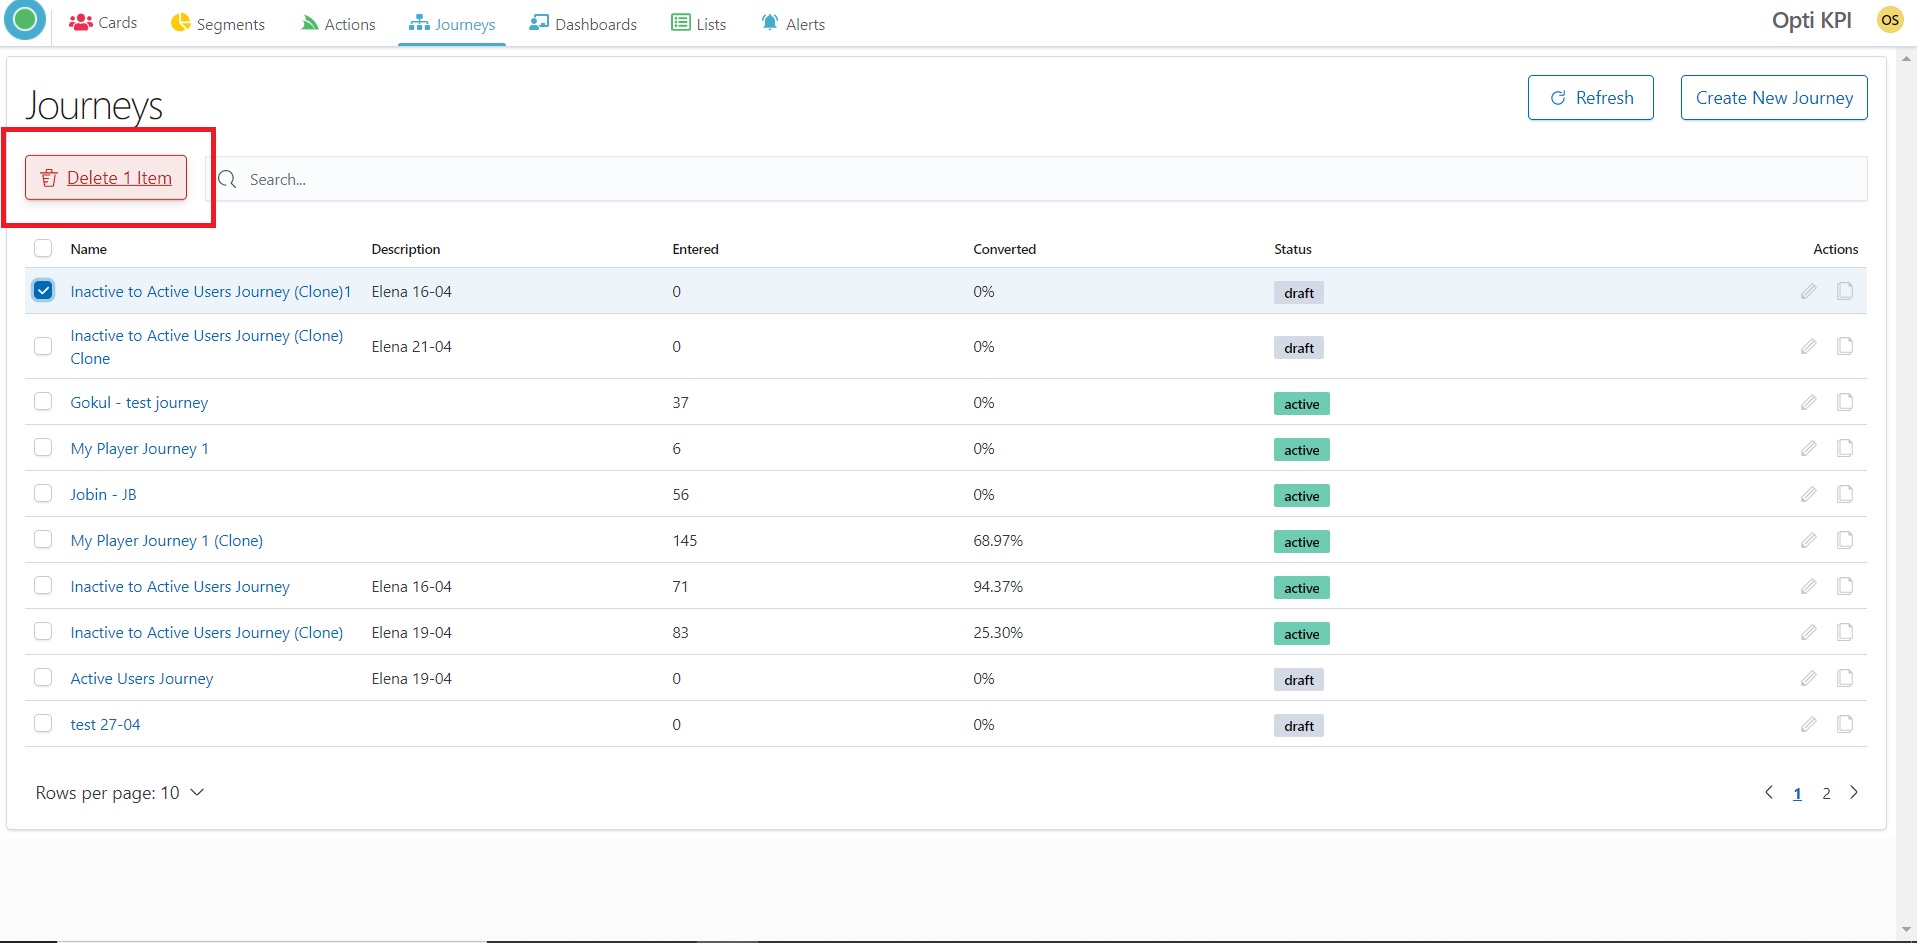 Cards Segments Actions Journeys Dashboards Lists Alerts Opti KPI OS
Journeys
Refresh Create New Journey
Delete 1 Item Search...
Name Description Entered Converted Status Actions
Inactive to Active Users Journey (Clone)1 Elena 16-04 0 0% draft
Inactive to Active Users Journey (Clone)
Clone Elena 21-04 0 0% draft
Gokul - test journey 37 0% active
My Player Journey 1 6 0% active
Jobin - JB 56 0% active
My Player Journey 1 (Clone) 145 68.97% active
Inactive to Active Users Journey Elena 16-04 71 94.37% active
Inactive to Active Users Journey (Clone) Elena 19-04 83 25.30% active
Active Users Journey Elena 19-04 0 0% draft
test 27-04 0 0% draft
Rows per page: 10 1 2